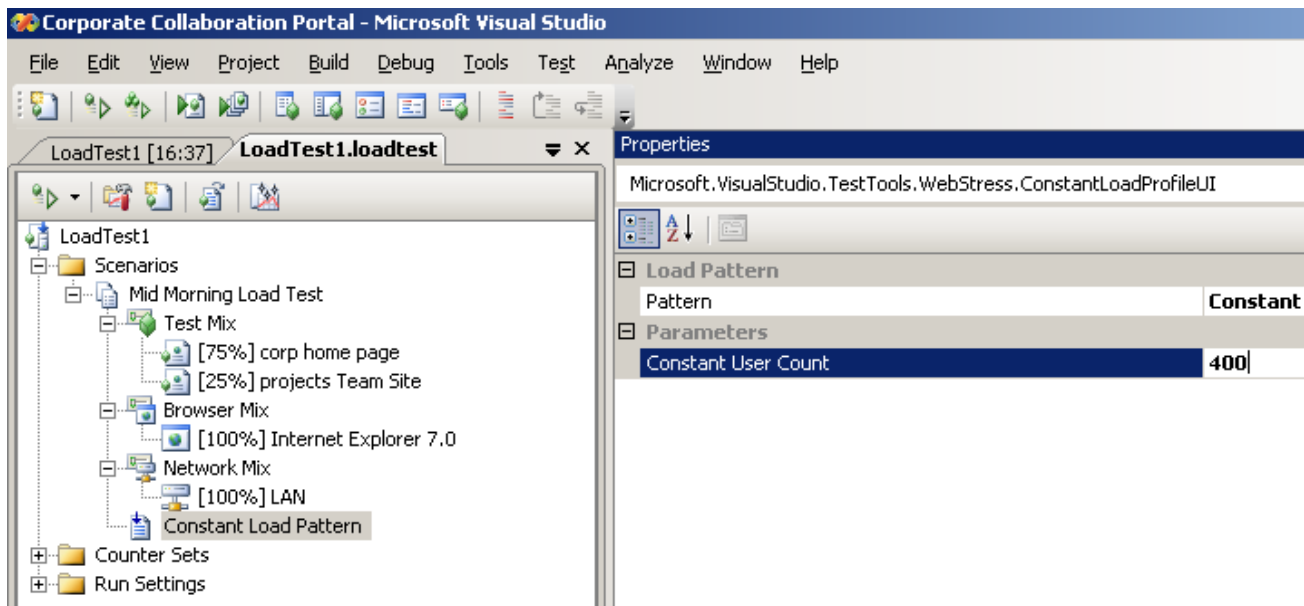 Corporate Collaboration Portal - Microsoft Visual Studio
File Edit View Project Build Debug Tools Test Analyze Window Help
LoadTest1 [16:37] LoadTest1.loadtest
Properties
Microsoft.VisualStudio.TestTools.WebStress.ConstantLoadProfileUI
LoadTest1
Scenarios
Mid Morning Load Test
Test Mix
[75%] corp home page
[25%] projects Team Site
Browser Mix
[100%] Internet Explorer 7.0
Network Mix
[100%] LAN
Constant Load Pattern
Counter Sets
Run Settings
Load Pattern
Pattern Constant
Parameters
Constant User Count 400